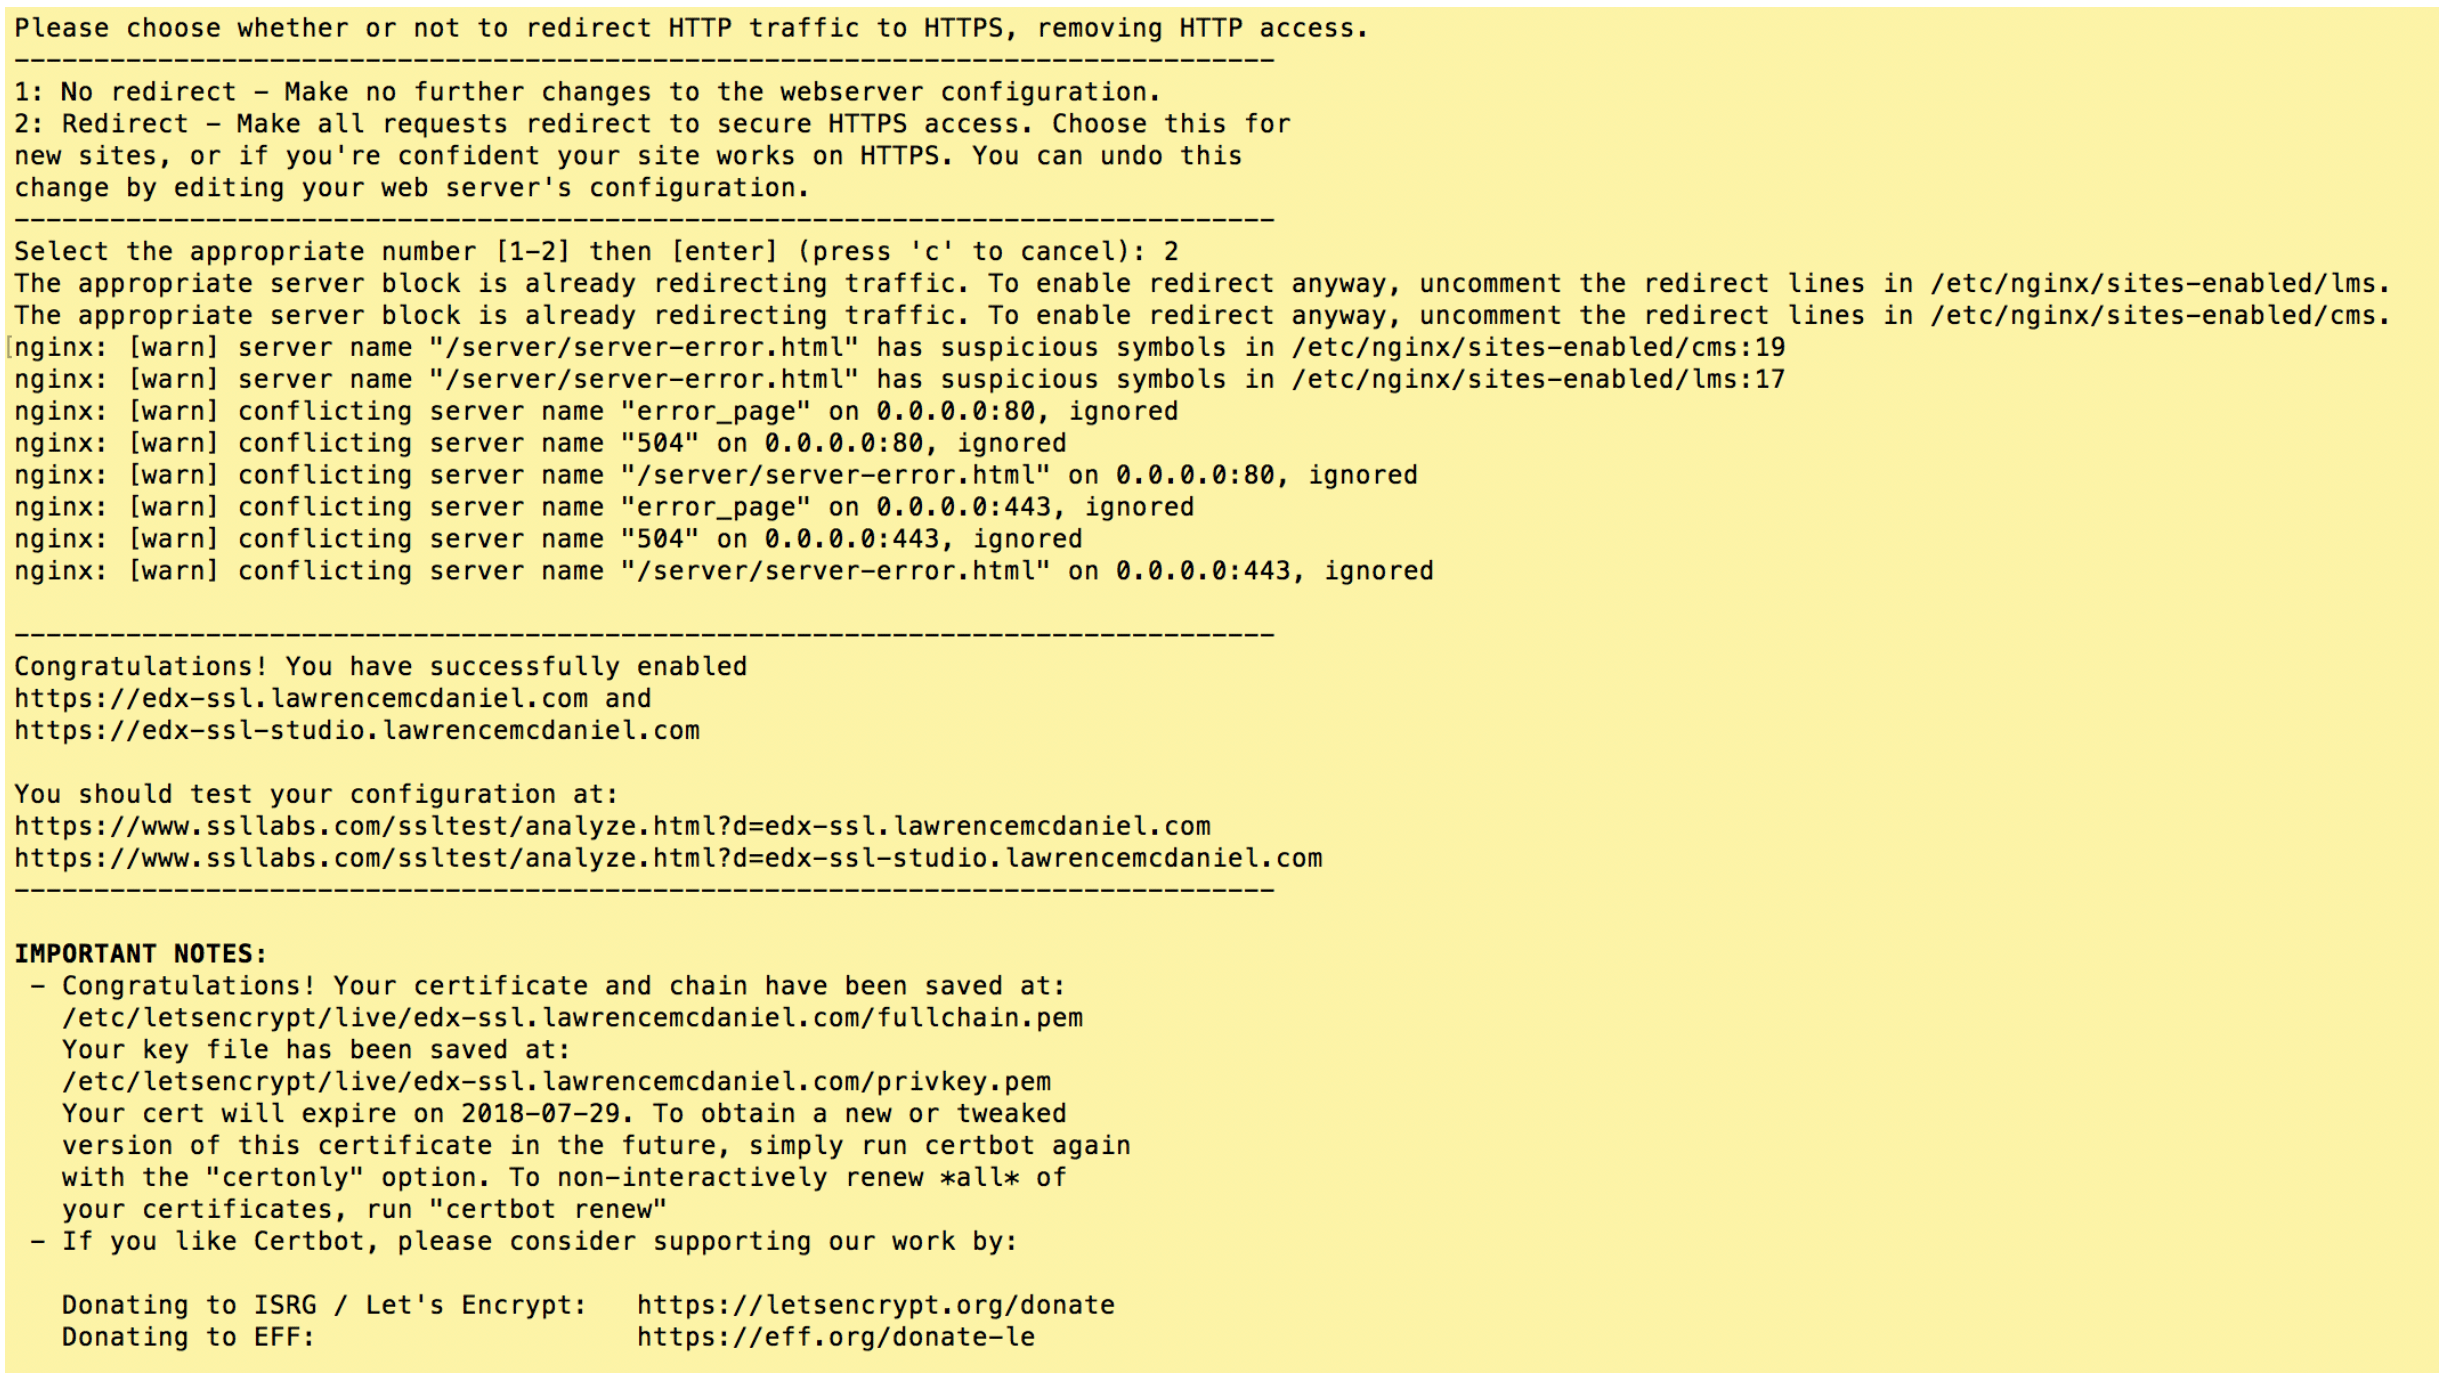 Please choose whether or not to redirect HTTP traffic to HTTPS, removing HTTP access.
-------------------------------------------------------------------------------
1: No redirect - Make no further changes to the webserver configuration.
2: Redirect - Make all requests redirect to secure HTTPS access. Choose this for
new sites, or if you're confident your site works on HTTPS. You can undo this
change by editing your web server's configuration.
-------------------------------------------------------------------------------
Select the appropriate number [1-2] then [enter] (press 'c' to cancel): 2
The appropriate server block is already redirecting traffic. To enable redirect anyway, uncomment the redirect lines in /etc/nginx/sites-enabled/lms.
The appropriate server block is already redirecting traffic. To enable redirect anyway, uncomment the redirect lines in /etc/nginx/sites-enabled/cms.
[nginx: [warn] server name "/server/server-error.html" has suspicious symbols in /etc/nginx/sites-enabled/cms:19
nginx: [warn] server name "/server/server-error.html" has suspicious symbols in /etc/nginx/sites-enabled/lms:17
nginx: [warn] conflicting server name "error_page" on 0.0.0.0:80, ignored
nginx: [warn] conflicting server name "504" on 0.0.0.0:80, ignored
nginx: [warn] conflicting server name "/server/server-error.html" on 0.0.0.0:80, ignored
nginx: [warn] conflicting server name "error_page" on 0.0.0.0:443, ignored
nginx: [warn] conflicting server name "504" on 0.0.0.0:443, ignored
nginx: [warn] conflicting server name "/server/server-error.html" on 0.0.0.0:443, ignored
-------------------------------------------------------------------------------
Congratulations! You have successfully enabled
https://edx-ssl.lawrencemcdaniel.com and
https://edx-ssl-studio.lawrencemcdaniel.com
You should test your configuration at:
https://www.ssllabs.com/ssltest/analyze.html?d=edx-ssl.lawrencemcdaniel.com
https://www.ssllabs.com/ssltest/analyze.html?d=edx-ssl-studio.lawrencemcdaniel.com
-------------------------------------------------------------------------------
IMPORTANT NOTES:
- Congratulations! Your certificate and chain have been saved at:
/etc/letsencrypt/live/edx-ssl.lawrencemcdaniel.com/fullchain.pem
Your key file has been saved at:
/etc/letsencrypt/live/edx-ssl.lawrencemcdaniel.com/privkey.pem
Your cert will expire on 2018-07-29. To obtain a new or tweaked
version of this certificate in the future, simply run certbot again
with the "certonly" option. To non-interactively renew *all* of
your certificates, run "certbot renew"
- If you like Certbot, please consider supporting our work by:
Donating to ISRG / Let's Encrypt:   https://letsencrypt.org/donate
Donating to EFF:                    https://eff.org/donate-le